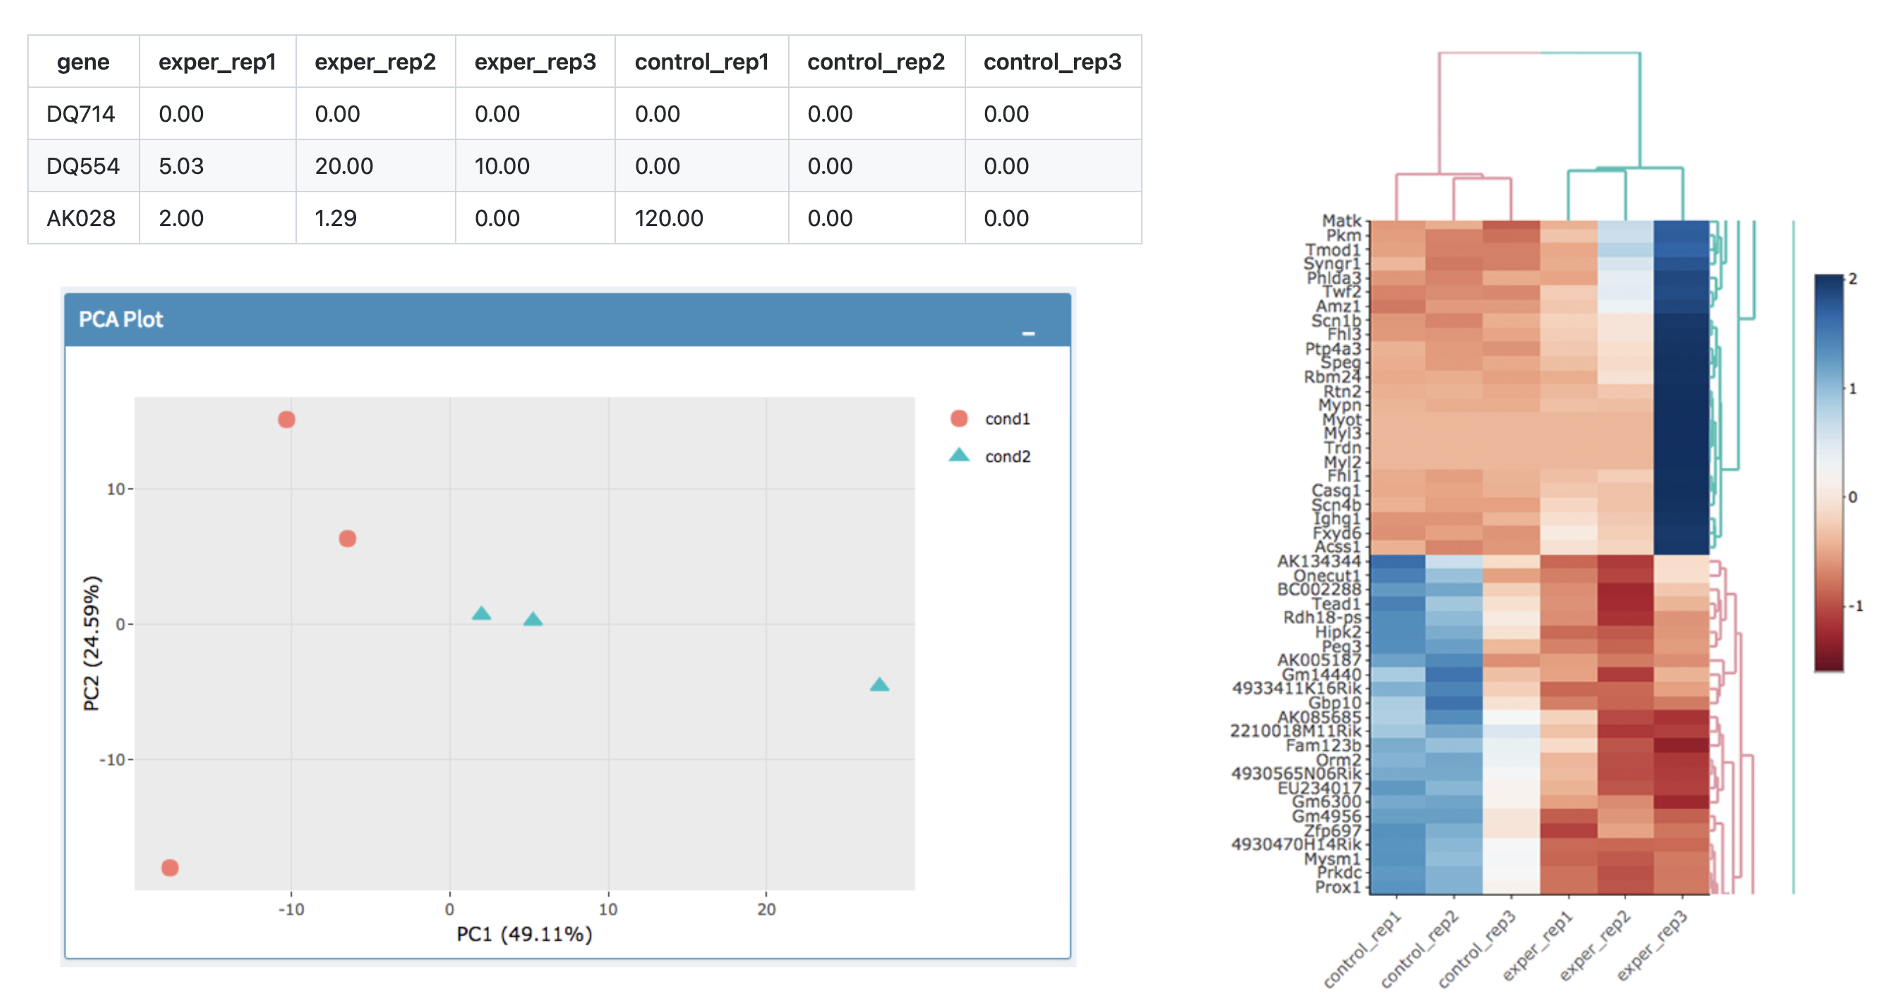 gene exper_rep1 exper_rep2 exper_rep3 control_rep1 control_rep2 control_rep3
DQ714 0.00 0.00 0.00 0.00 0.00 0.00
DQ554 5.03 20.00 10.00 0.00 0.00 0.00
AK028 2.00 1.29 0.00 120.00 0.00 0.00
PCA Plot
cond1
cond2
10
0
-10
PC2 (24.59%)
-10 0 10 20
PC1 (49.11%)
Matk
Pkm
Tmod1
Syngr1
Phlda3
Twf2
Amz1
Scn1b
Fhl3
Ptp4a3
Speg
Rbm24
Rtn2
Mypn
Myot
Myl3
Trdn
Myl2
Fhl1
Casq1
Scn4b
Ighg1
Fxyd6
Acss1
AK134344
Onecut1
BC002288
Tead1
Rdh18-ps
Hipk2
Peg3
AK005187
Gm14440
4933411K16Rik
Gbp10
AK085685
2210018M11Rik
Fam123b
Orm2
4930565N06Rik
EU234017
Gm6300
Gm4956
Zfp697
4930470H14Rik
Mysm1
Prkdc
Prox1
control_rep1 control_rep2 control_rep3 exper_rep1 exper_rep2 exper_rep3
2
1
0
-1